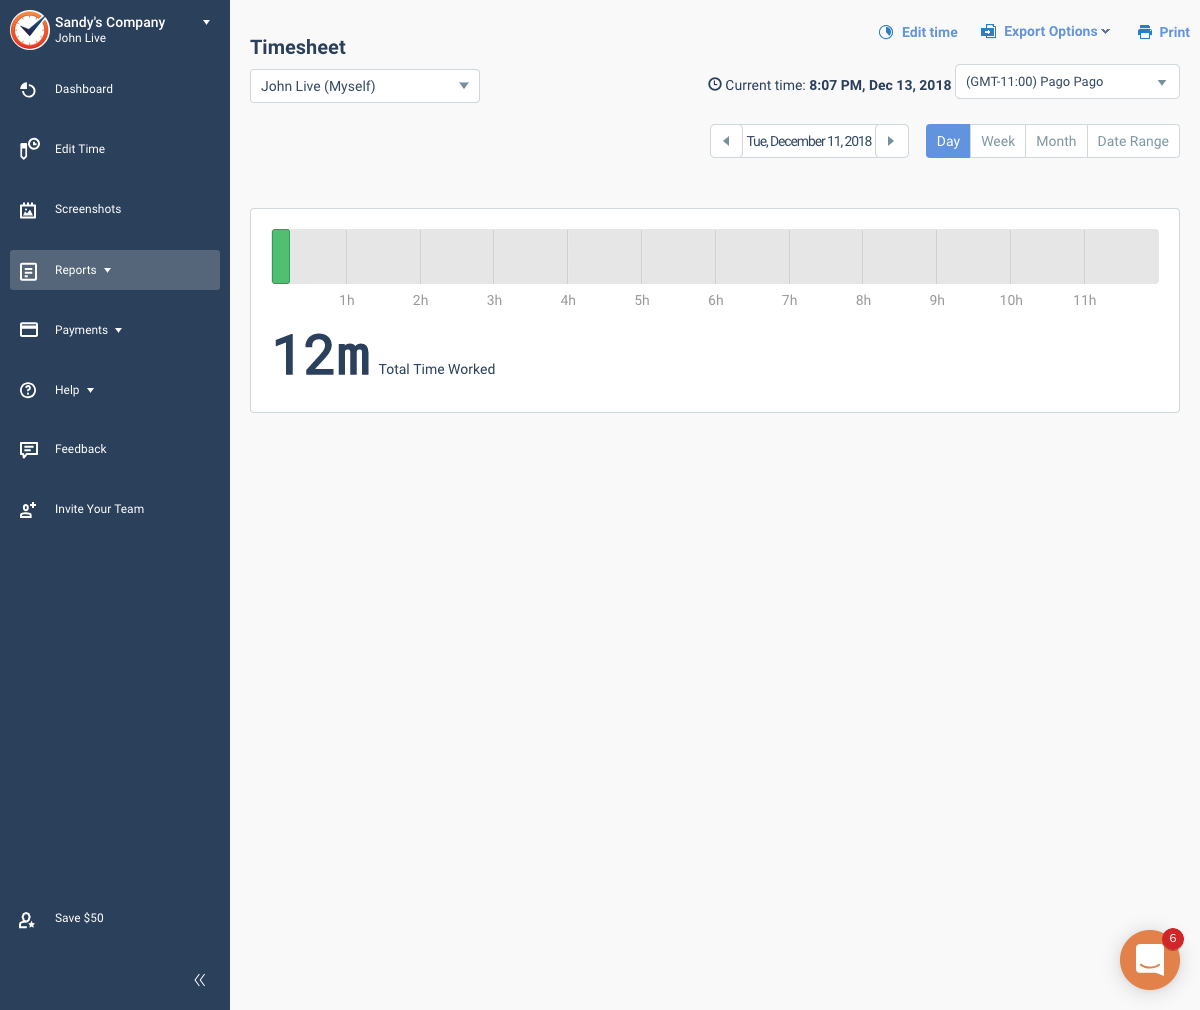 Sandy's Company
John Live
Dashboard
Edit Time
Screenshots
Reports
Payments
Help
Feedback
Invite Your Team
Save $50
Edit time
Export Options
Print
Timesheet
John Live (Myself)
Current time: 8:07 PM, Dec 13, 2018
(GMT-11:00) Pago Pago
Tue, December 11, 2018
Day
Week
Month
Date Range
1h 2h 3h 4h 5h 6h 7h 8h 9h 10h 11h
12m Total Time Worked
6